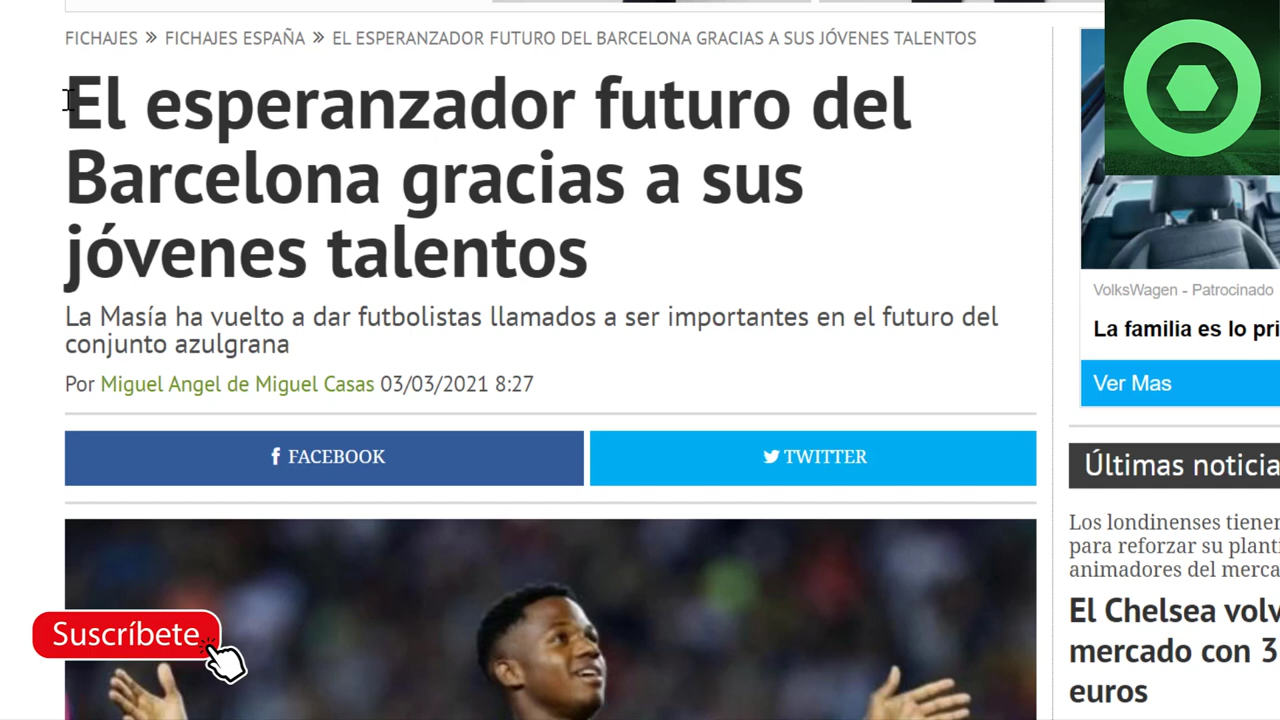 FICHAJES » FICHAJES ESPAÑA » EL ESPERANZADOR FUTURO DEL BARCELONA GRACIAS A SUS JÓVENES TALENTOS
El esperanzador futuro del
Barcelona gracias a sus
jóvenes talentos
La Masía ha vuelto a dar futbolistas llamados a ser importantes en el futuro del
conjunto azulgrana
Por Miguel Angel de Miguel Casas 03/03/2021 8:27
FACEBOOK
TWITTER
Suscríbete
VolksWagen - Patrocinado
La familia es lo pri
Ver Mas
Últimas noticia
Los londinenses tiener
para reforzar su planti
animadores del merca
El Chelsea volv
mercado con 3
euros